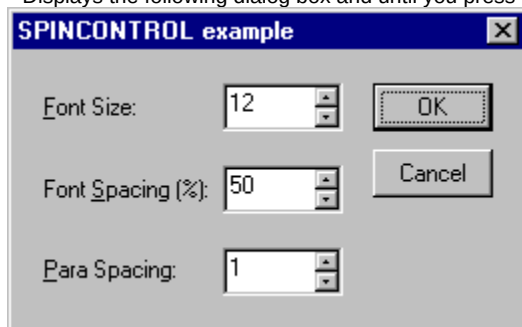 Displays the following dialog box and until you press
SPINCONTROL example
Font Size: 12 OK
Font Spacing (%): 50 Cancel
Para Spacing: 1